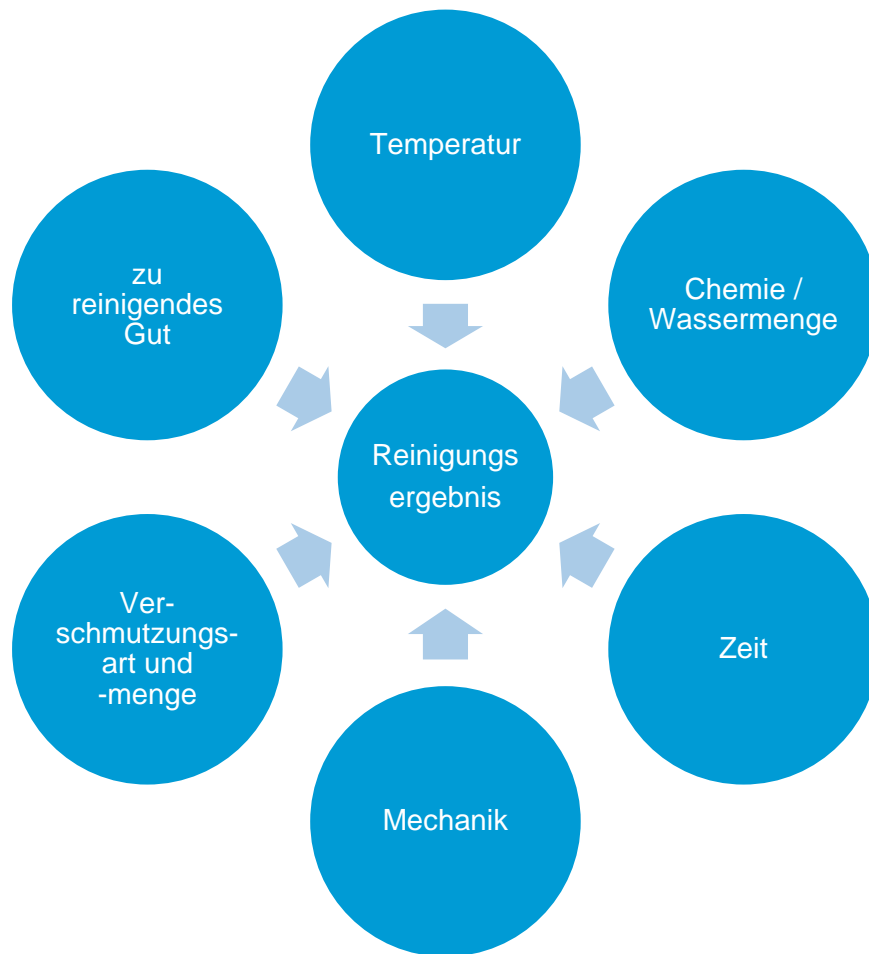 Temperatur
zu
reinigendes
Gut
Chemie /
Wassermenge
Reinigungs
ergebnis
Ver-
schmutzungs-
art und
-menge
Zeit
Mechanik